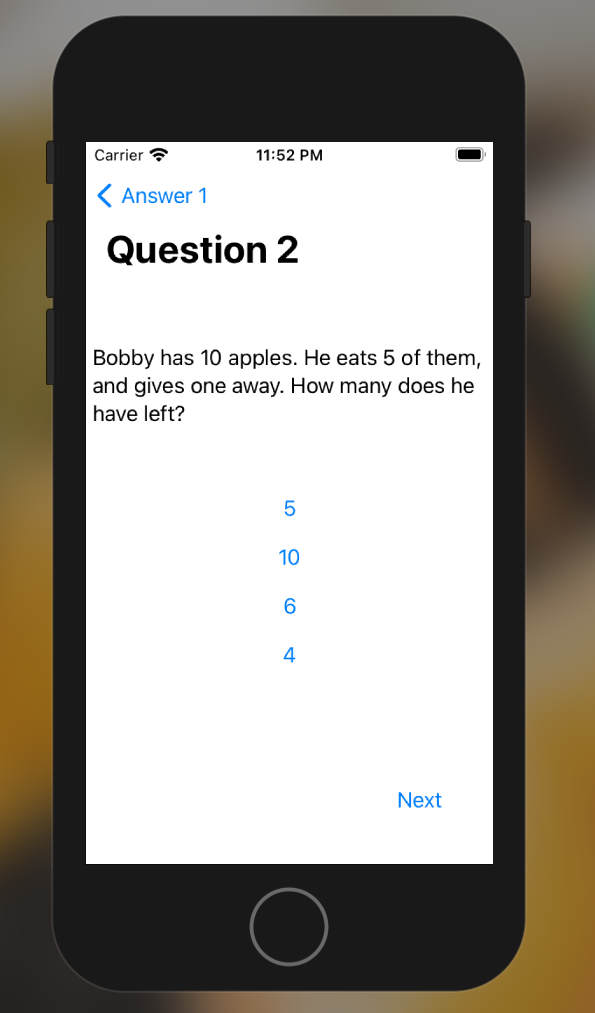 Carrier 11:52 PM
Answer 1
Question 2
Bobby has 10 apples. He eats 5 of them,
and gives one away. How many does he
have left?
5
10
6
4
Next